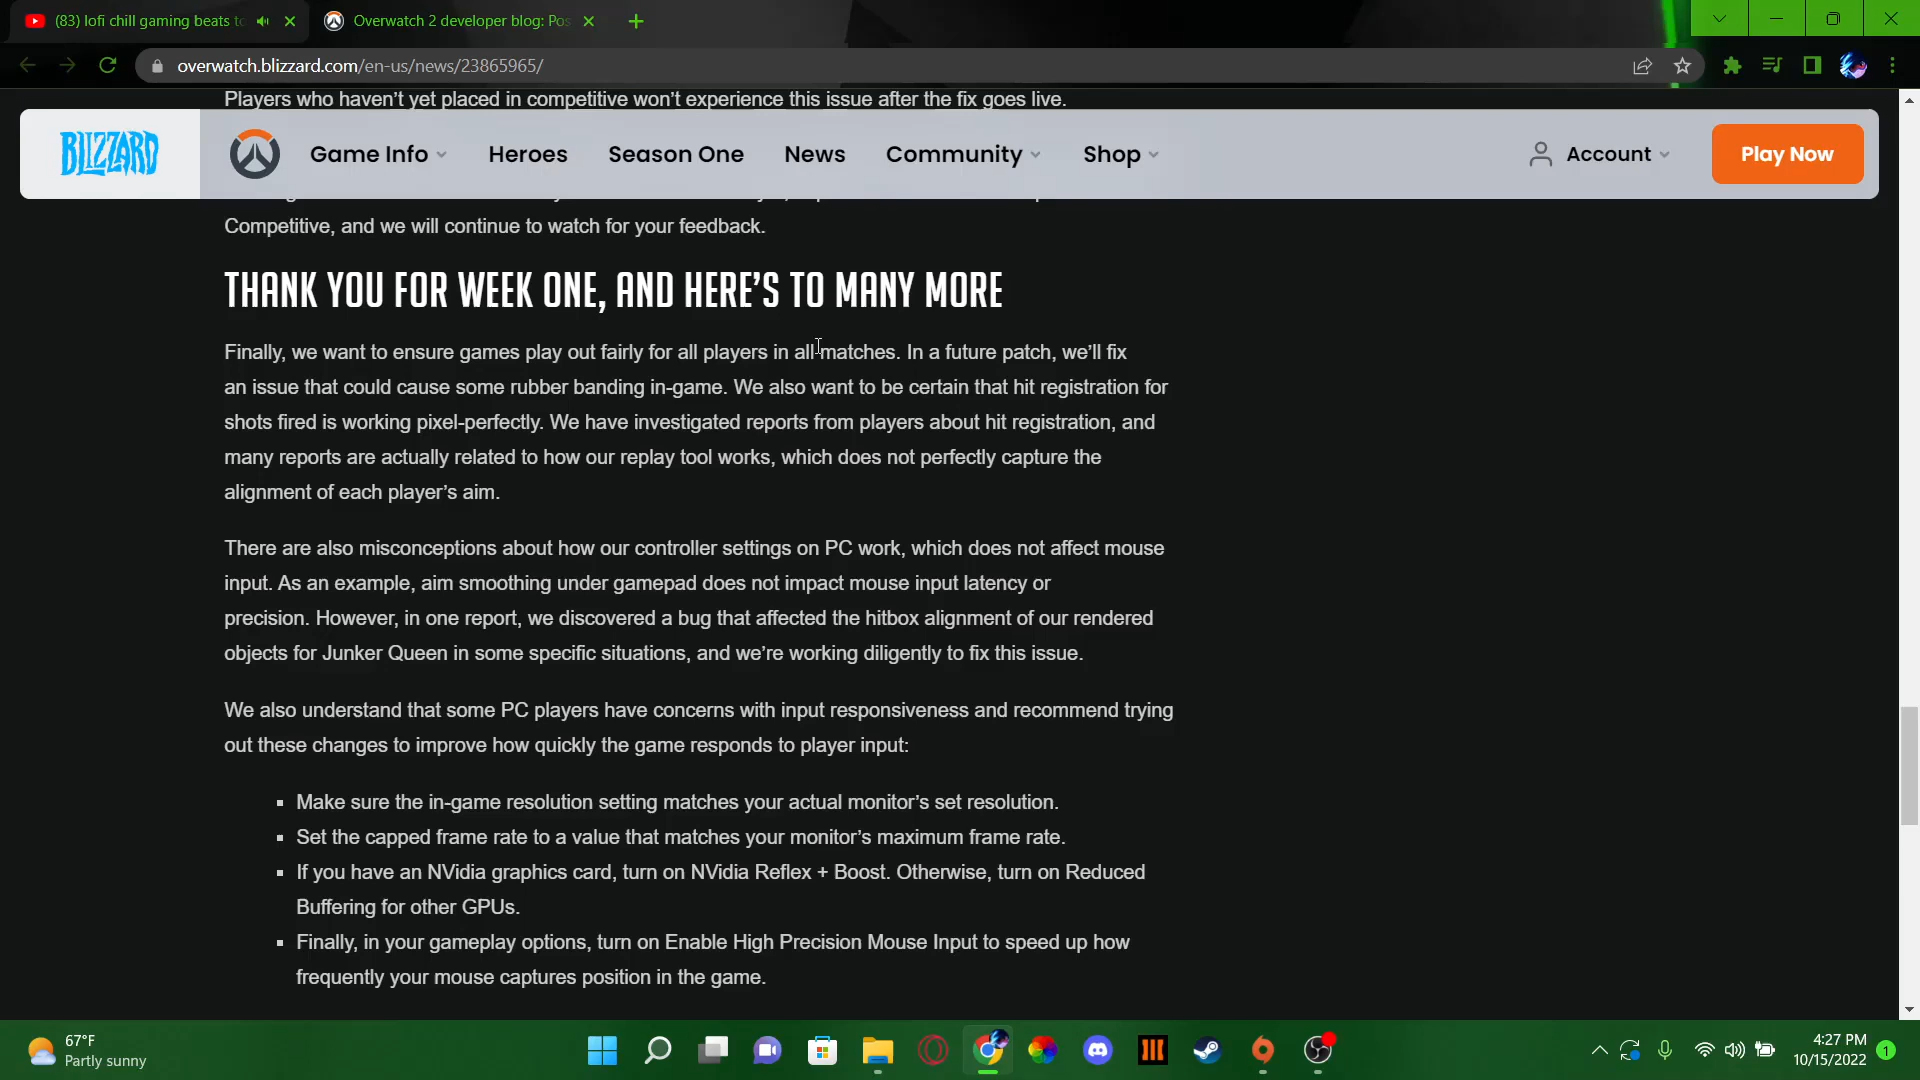 (83) lofi chill gaming beats to
Overwatch 2 developer blog: Pos
overwatch.blizzard.com/en-us/news/23865965/
Players who haven’t yet placed in competitive won’t experience this issue after the fix goes live.
BLIZZARD
Game Info
Heroes
Season One
News
Community
Shop
Account
Play Now
Competitive, and we will continue to watch for your feedback.
THANK YOU FOR WEEK ONE, AND HERE’S TO MANY MORE
Finally, we want to ensure games play out fairly for all players in all matches. In a future patch, we’ll fix
an issue that could cause some rubber banding in-game. We also want to be certain that hit registration for
shots fired is working pixel-perfectly. We have investigated reports from players about hit registration, and
many reports are actually related to how our replay tool works, which does not perfectly capture the
alignment of each player’s aim.
There are also misconceptions about how our controller settings on PC work, which does not affect mouse
input. As an example, aim smoothing under gamepad does not impact mouse input latency or
precision. However, in one report, we discovered a bug that affected the hitbox alignment of our rendered
objects for Junker Queen in some specific situations, and we’re working diligently to fix this issue.
We also understand that some PC players have concerns with input responsiveness and recommend trying
out these changes to improve how quickly the game responds to player input:
▪ Make sure the in-game resolution setting matches your actual monitor’s set resolution.
▪ Set the capped frame rate to a value that matches your monitor’s maximum frame rate.
▪ If you have an NVidia graphics card, turn on NVidia Reflex + Boost. Otherwise, turn on Reduced
Buffering for other GPUs.
▪ Finally, in your gameplay options, turn on Enable High Precision Mouse Input to speed up how
frequently your mouse captures position in the game.
67°F
Partly sunny
4:27 PM
10/15/2022
1